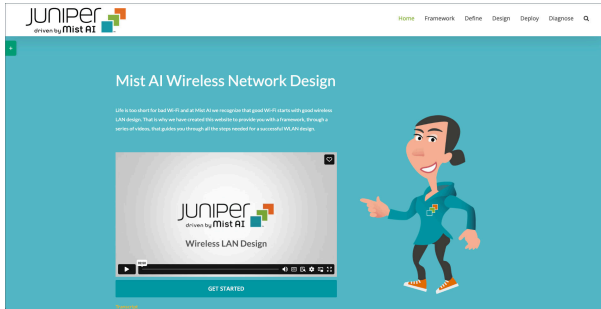 JUNIPER
driven by Mist AI
Home Framework Define Design Deploy Diagnose
Mist AI Wireless Network Design
Life is too short for bad Wi-Fi and at Mist AI we recognize that good Wi-Fi starts with good wireless
LAN design. That is why we have created this website to provide you with a framework, through a
series of videos, that guides you through all the steps needed for a successful WLAN design.
JUNIPER
driven by Mist AI
Wireless LAN Design
GET STARTED